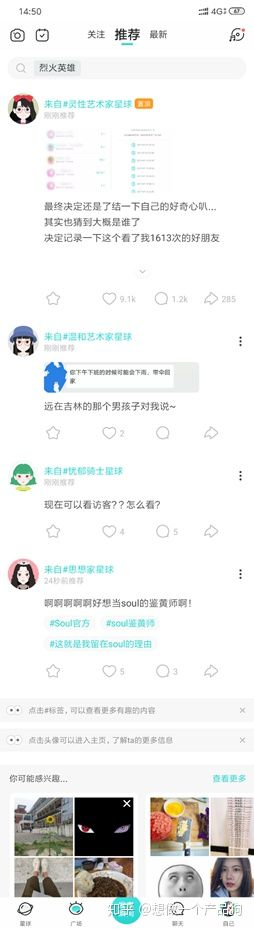 14:50
4G
67
关注 推荐 最新
烈火英雄
来自#灵性艺术家星球 置顶
刚刚推荐
最终决定还是了结一下自己的好奇心叭...
其实也猜到大概是谁了
决定记录一下这个看了我1613次的好朋友
9.1k 1.2k 285
来自#温和艺术家星球
刚刚推荐
你下午下班的时候可能会下雨，带伞回
家
远在吉林的那个男孩子对我说~
2
来自#忧郁骑士星球
刚刚推荐
现在可以看访客?？怎么看?
4 5
来自#思想家星球
24秒前推荐
啊啊啊啊啊好想当soul的鉴黄师啊！
#Soul官方 #soul鉴黄师
#这就是我留在soul的理由
5 3
点击#标签，可以查看更多有趣的内容
点击头像可以进入主页，了解ta的更多信息
你可能感兴趣... 查看更多
知乎 @想做一个产品狗
星球 广场 聊天 自己